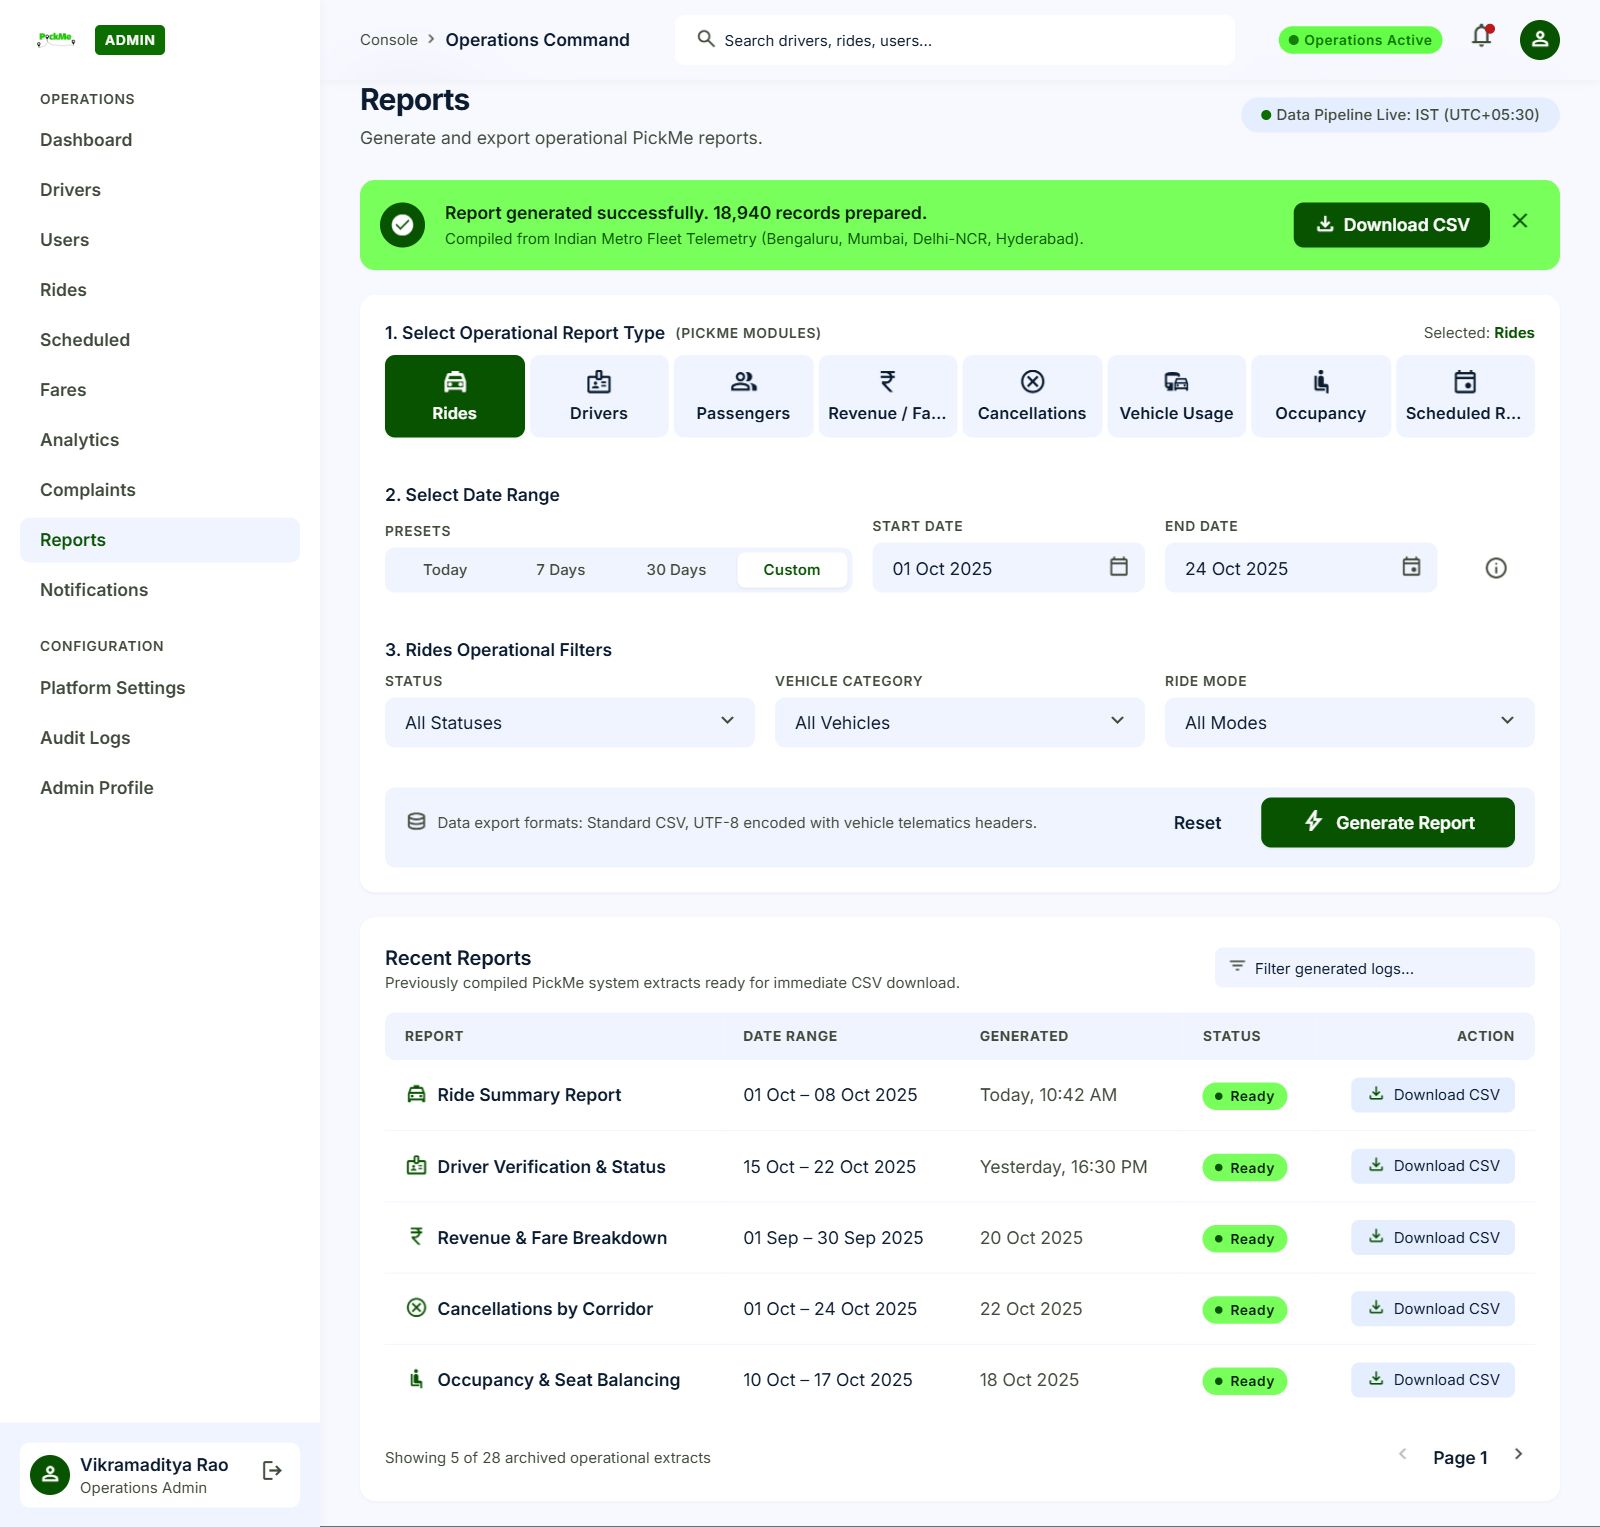 PickMe
ADMIN
OPERATIONS
Dashboard
Drivers
Users
Rides
Scheduled
Fares
Analytics
Complaints
Reports
Notifications
CONFIGURATION
Platform Settings
Audit Logs
Admin Profile
Vikramaditya Rao
Operations Admin
Console > Operations Command
Search drivers, rides, users...
Operations Active
Reports
Generate and export operational PickMe reports.
Data Pipeline Live: IST (UTC+05:30)
Report generated successfully. 18,940 records prepared.
Compiled from Indian Metro Fleet Telemetry (Bengaluru, Mumbai, Delhi-NCR, Hyderabad).
Download CSV
1. Select Operational Report Type (PICKME MODULES)
Selected: Rides
Rides
Drivers
Passengers
₹
Revenue / Fa...
Cancellations
Vehicle Usage
Occupancy
Scheduled R...
2. Select Date Range
PRESETS
Today 7 Days 30 Days Custom
START DATE
01 Oct 2025
END DATE
24 Oct 2025
3. Rides Operational Filters
STATUS
All Statuses
VEHICLE CATEGORY
All Vehicles
RIDE MODE
All Modes
Data export formats: Standard CSV, UTF-8 encoded with vehicle telematics headers.
Reset
Generate Report
Recent Reports
Previously compiled PickMe system extracts ready for immediate CSV download.
Filter generated logs...
REPORT DATE RANGE GENERATED STATUS ACTION
Ride Summary Report 01 Oct – 08 Oct 2025 Today, 10:42 AM Ready Download CSV
Driver Verification & Status 15 Oct – 22 Oct 2025 Yesterday, 16:30 PM Ready Download CSV
₹ Revenue & Fare Breakdown 01 Sep – 30 Sep 2025 20 Oct 2025 Ready Download CSV
Cancellations by Corridor 01 Oct – 24 Oct 2025 22 Oct 2025 Ready Download CSV
Occupancy & Seat Balancing 10 Oct – 17 Oct 2025 18 Oct 2025 Ready Download CSV
Showing 5 of 28 archived operational extracts
Page 1